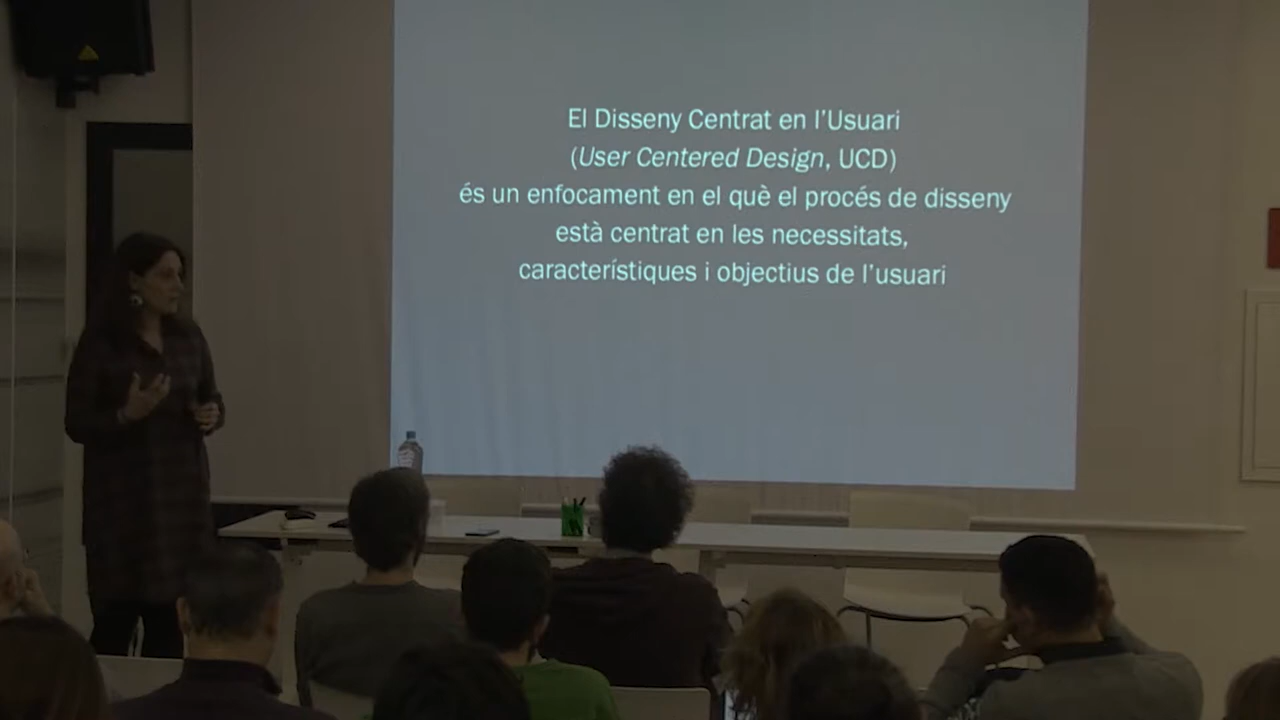 El Disseny Centrat en l'Usuari
(User Centered Design, UCD)
és un enfocament en el què el procés de disseny
està centrat en les necessitats,
característiques i objectius de l'usuari